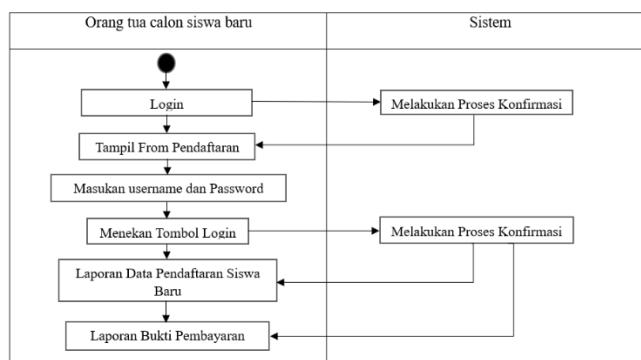 Orang tua calon siswa baru
Sistem
Login
Melakukan Proses Konfirmasi
Tampil From Pendaftaran
Masukan username dan Password
Menekan Tombol Login
Melakukan Proses Konfirmasi
Laporan Data Pendaftaran Siswa
Baru
Laporan Bukti Pembayaran